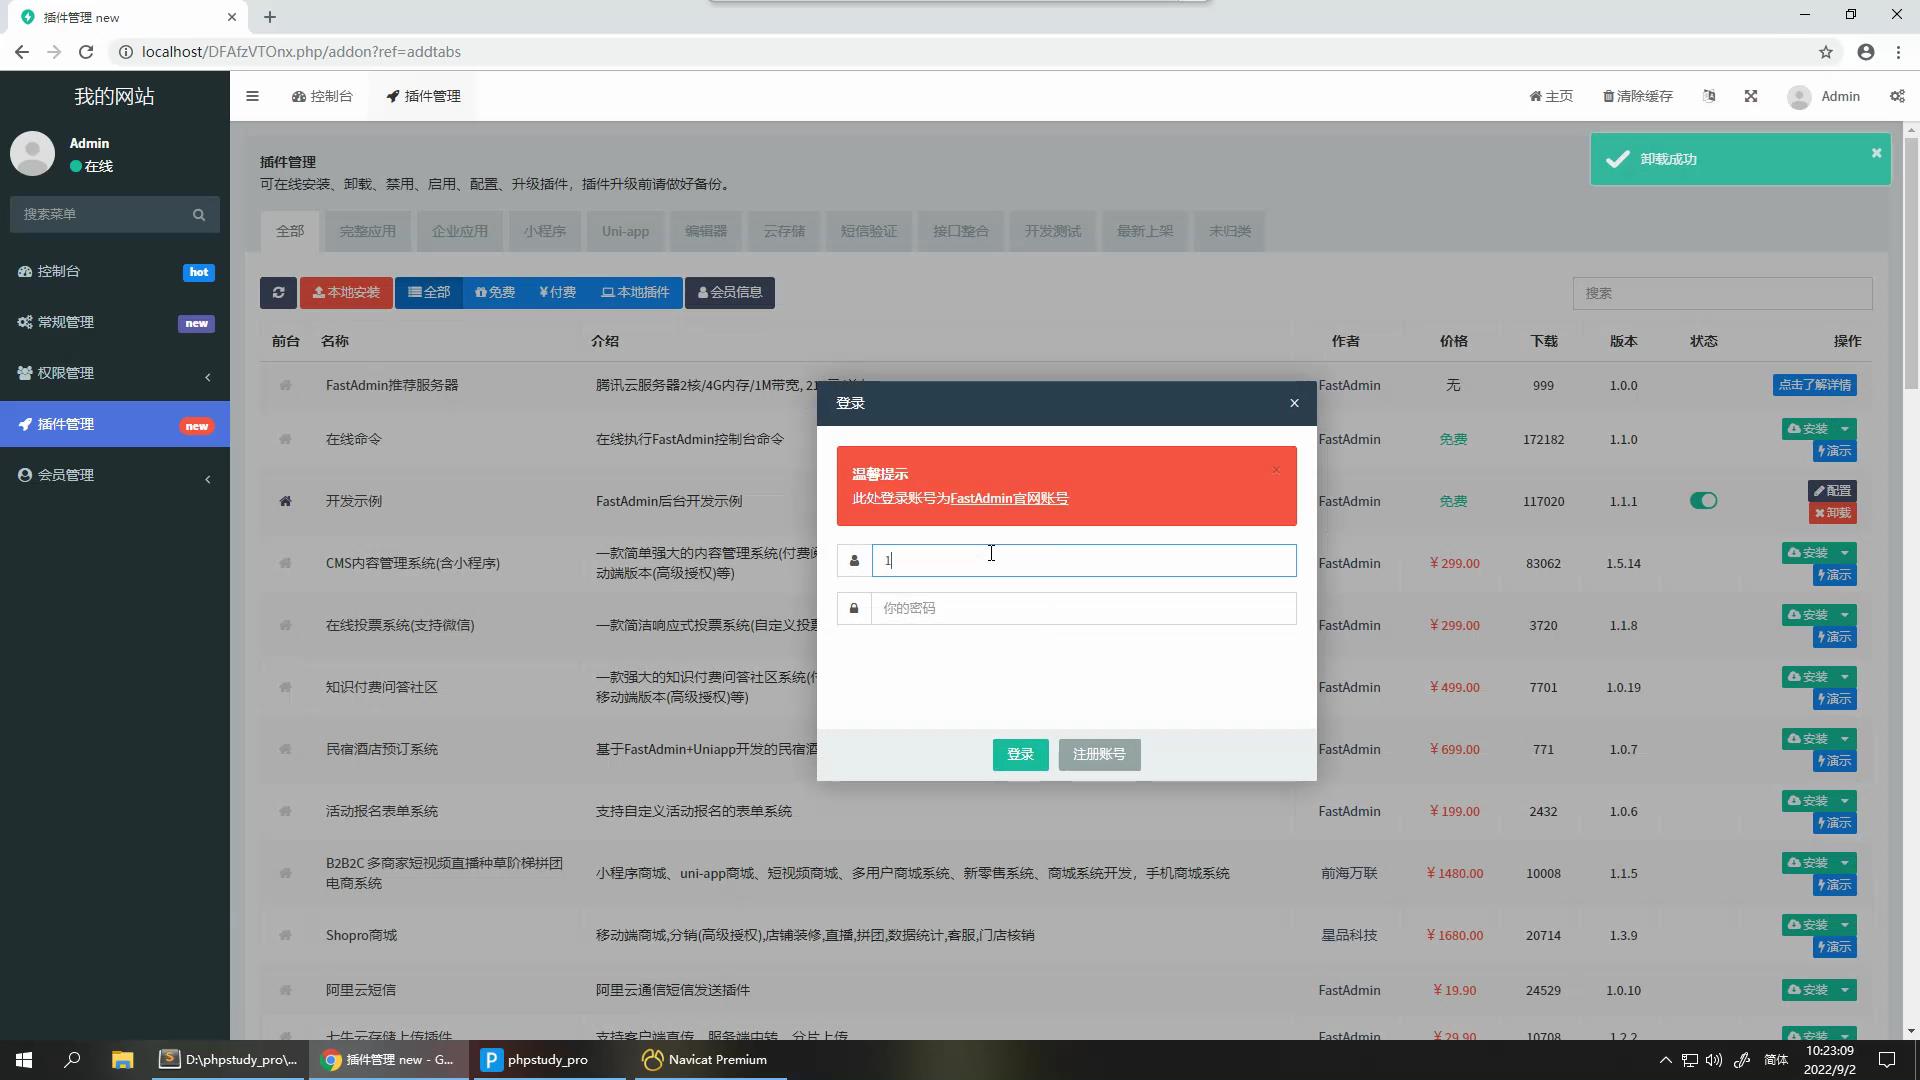 插件管理 new
localhost/DFAfzVTOnx.php/addon?ref=addtabs
我的网站
控制台
插件管理
主页
清除缓存
Admin
Admin
在线
搜索菜单
控制台 hot
常规管理 new
权限管理
插件管理 new
会员管理
卸载成功
插件管理
可在线安装、卸载、禁用、启用、配置、升级插件，插件升级前请做好备份。
全部 完整应用 企业应用 小程序 Uni-app 编辑器 云存储 短信验证 接口整合 开发测试 最新上架 未归类
本地安装 全部 免费 ¥付费 本地插件 会员信息
搜索
前台 名称 介绍 作者 价格 下载 版本 状态 操作
FastAdmin推荐服务器 腾讯云服务器2核/4G内存/1M带宽, FastAdmin 无 999 1.0.0 点击了解详情
在线命令 在线执行FastAdmin控制台命令 FastAdmin 免费 172182 1.1.0 安装
演示
开发示例 FastAdmin后台开发示例 FastAdmin 免费 117020 1.1.1 配置
卸载
CMS内容管理系统(含小程序) 一款简单强大的内容管理系统(付费
动端版本(高级授权)等) FastAdmin ¥299.00 83062 1.5.14 安装
演示
在线投票系统(支持微信) 一款简洁响应式投票系统(自定义投 FastAdmin ¥299.00 3720 1.1.8 安装
演示
知识付费问答社区 一款强大的知识付费问答社区系统(
移动端版本(高级授权)等) FastAdmin ¥499.00 7701 1.0.19 安装
演示
民宿酒店预订系统 基于FastAdmin+Uniapp开发的民宿 FastAdmin ¥699.00 771 1.0.7 安装
演示
活动报名表单系统 支持自定义活动报名的表单系统 FastAdmin ¥199.00 2432 1.0.6 安装
演示
B2B2C 多商家短视频直播种草阶梯拼团
电商系统 小程序商城、uni-app商城、短视频商城、多用户商城系统、新零售系统、商城系统开发，手机商城系统 前海万联 ¥1480.00 10008 1.1.5 安装
演示
Shopro商城 移动端商城,分销(高级授权),店铺装修,直播,拼团,数据统计,客服,门店核销 星品科技 ¥1680.00 20714 1.3.9 安装
演示
阿里云短信 阿里云通信短信发送插件 FastAdmin ¥19.90 24529 1.0.10 安装
七牛云存储上传插件 支持客户端直传、服务端中转、分片上传 FastAdmin ¥29.90 10708 1.2.2 安装
登录
温馨提示
此处登录账号为FastAdmin官网账号
1
你的密码
登录 注册账号
D:\phpstudy_pro\...
插件管理 new - G...
phpstudy_pro
Navicat Premium
简体
10:23:09
2022/9/2